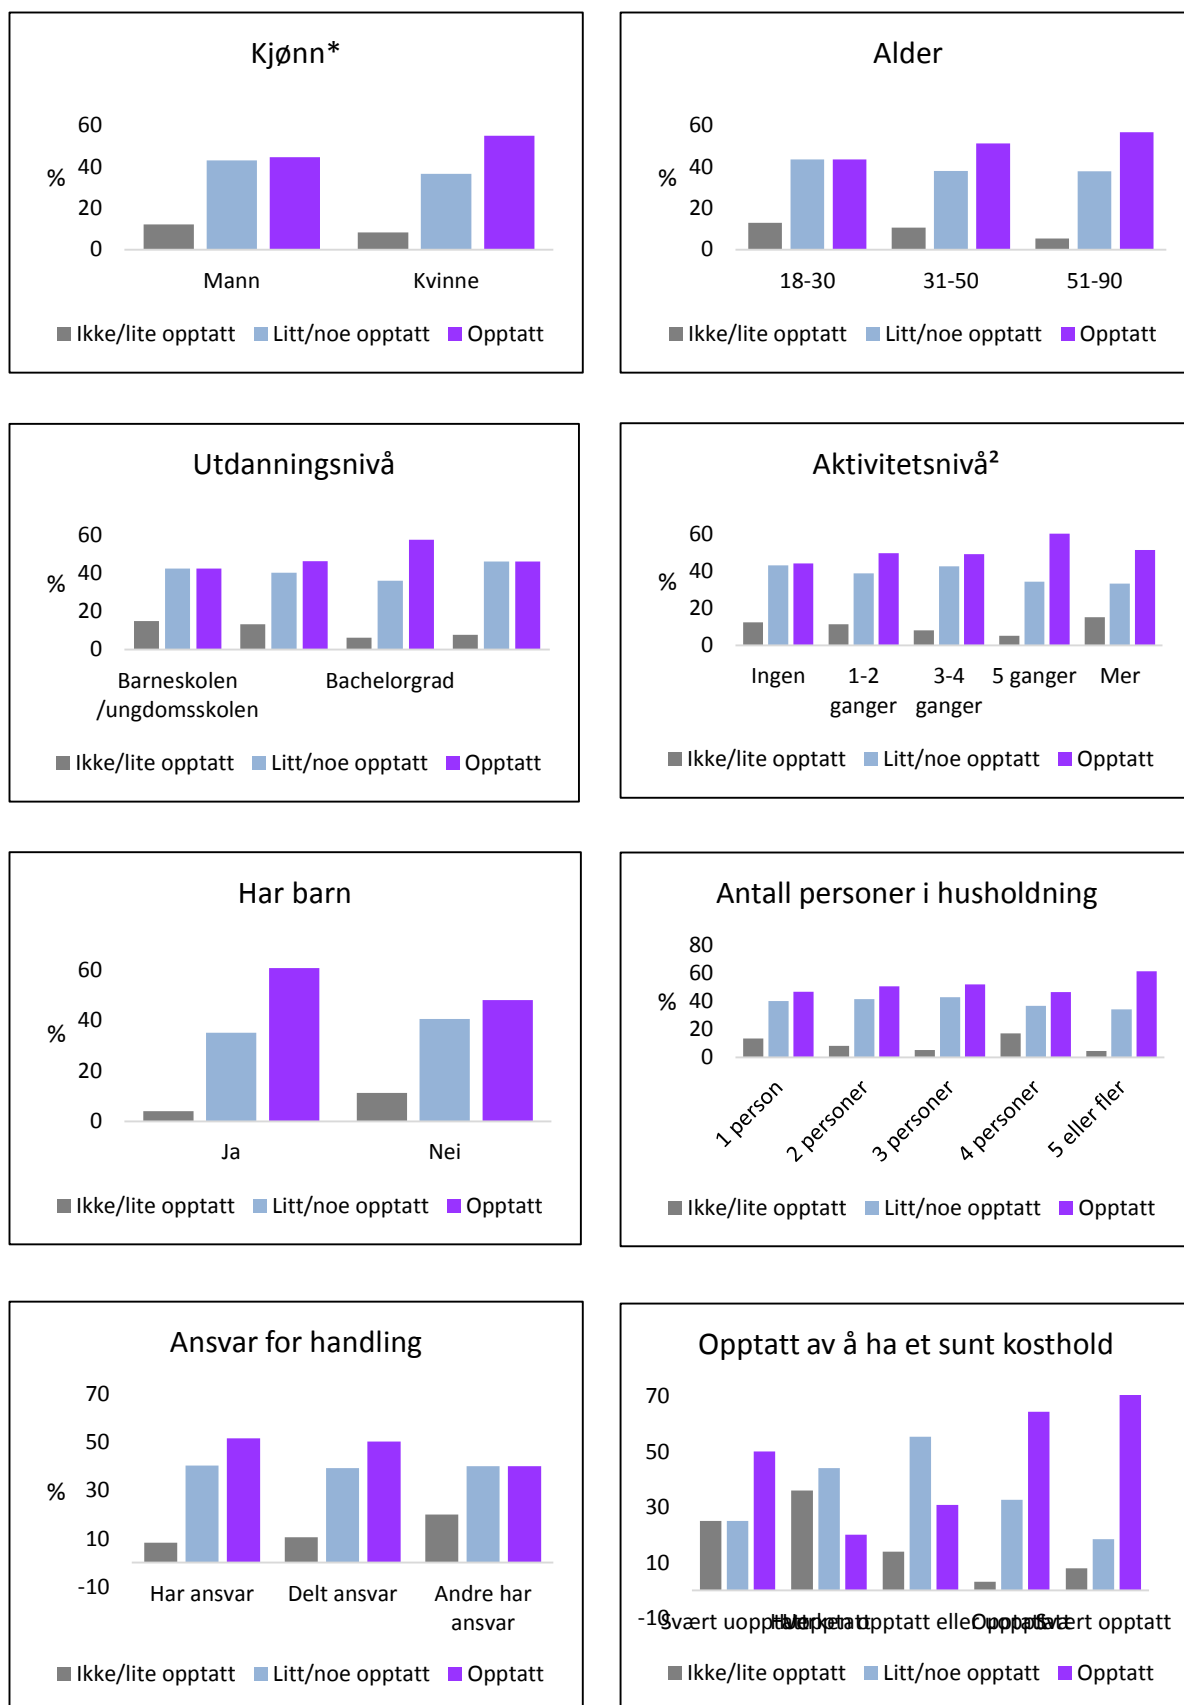 Kjønn*
60
40
20
0
%
Mann Kvinne
Ikke/lite opptatt Litt/noe opptatt Opptatt
Alder
60
40
20
0
%
18-30 31-50 51-90
Ikke/lite opptatt Litt/noe opptatt Opptatt
Utdanningsnivå
60
40
20
0
%
Barneskolen Bachelorgrad
/ungdomsskolen
Ikke/lite opptatt Litt/noe opptatt Opptatt
Aktivitetsnivå²
60
40
20
0
%
Ingen 1-2 3-4 5 ganger Mer
ganger ganger
Ikke/lite opptatt Litt/noe opptatt Opptatt
Har barn
60
40
20
0
%
Ja Nei
Ikke/lite opptatt Litt/noe opptatt Opptatt
Antall personer i husholdning
80
60
40
20
0
%
1 person
2 personer
3 personer
4 personer
5 eller fler
Ikke/lite opptatt Litt/noe opptatt Opptatt
Ansvar for handling
70
50
30
10
-10
%
Har ansvar Delt ansvar Andre har
ansvar
Ikke/lite opptatt Litt/noe opptatt Opptatt
Opptatt av å ha et sunt kosthold
70
50
30
10
-10
Svært uopptatt Uopptatt Hverken opptatt eller uopptatt Opptatt Svært opptatt
Ikke/lite opptatt Litt/noe opptatt Opptatt